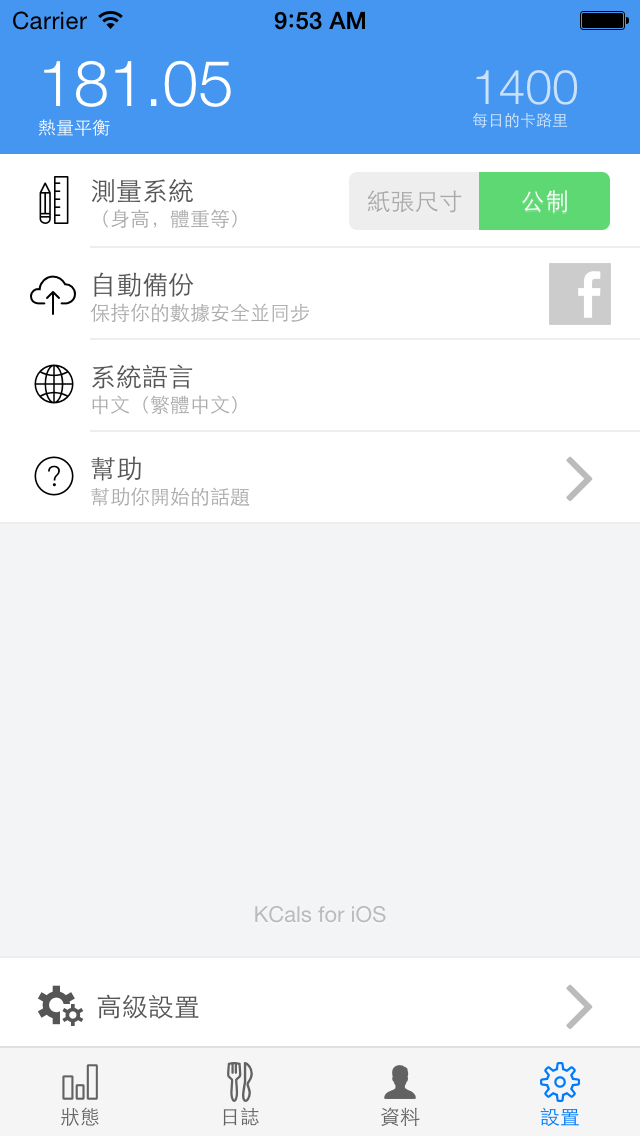 Carrier 9:53 AM
181.05
1400
熱量平衡
每日的卡路里
測量系統
（身高，體重等）
紙張尺寸
公制
自動備份
保持你的數據安全並同步
f
系統語言
中文（繁體中文）
?
幫助
幫助你開始的話題
KCals for iOS
高級設置
狀態
日誌
資料
設置